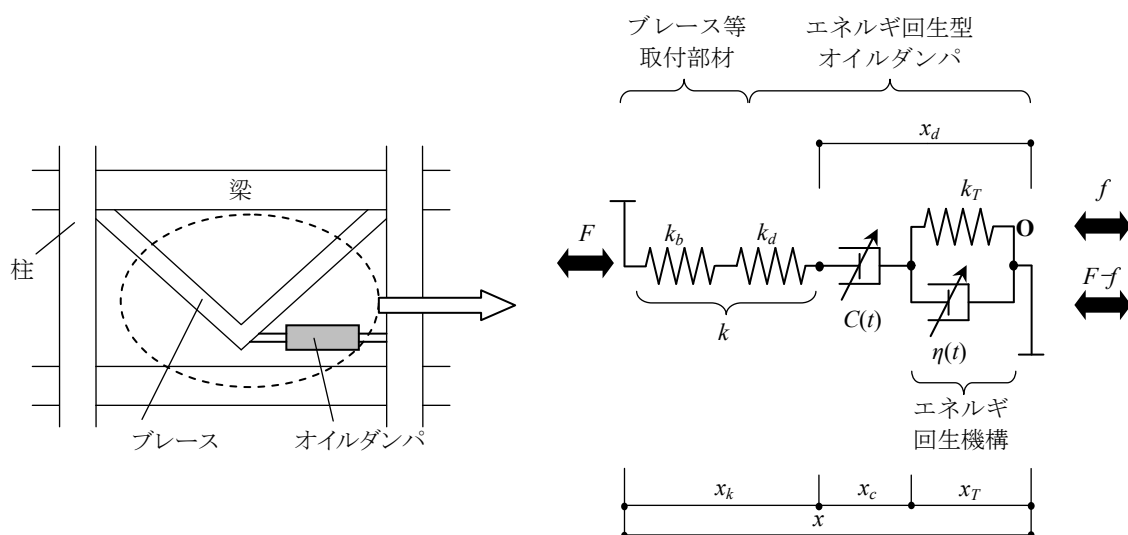 梁
柱
ブレース
オイルダンパ
ブレース等
取付部材
エネルギ回生型
オイルダンパ
x_d
k_T
O
f
F
k_b
k_d
F-f
k
C(t)
η(t)
エネルギ
回生機構
x_k
x_c
x_T
x